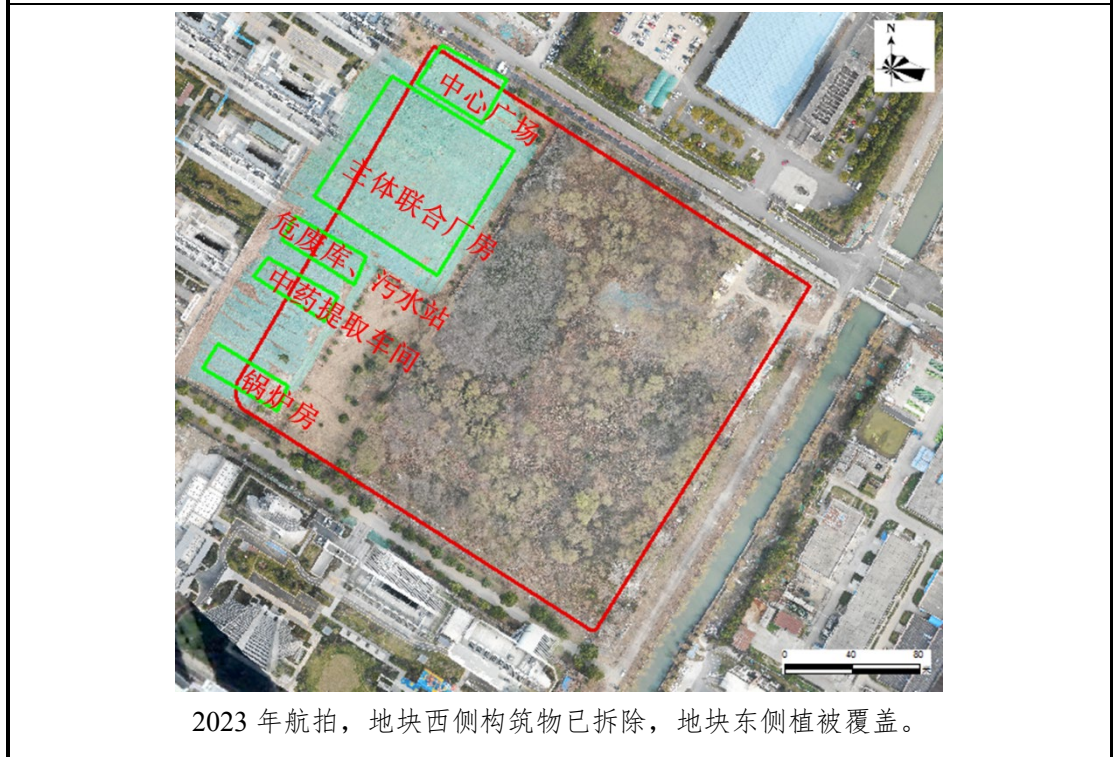 N
中心广场
主体联合厂房
危废库、污水站
中药提取车间
锅炉房
0 40 80
米
2023 年航拍，地块西侧构筑物已拆除，地块东侧植被覆盖。